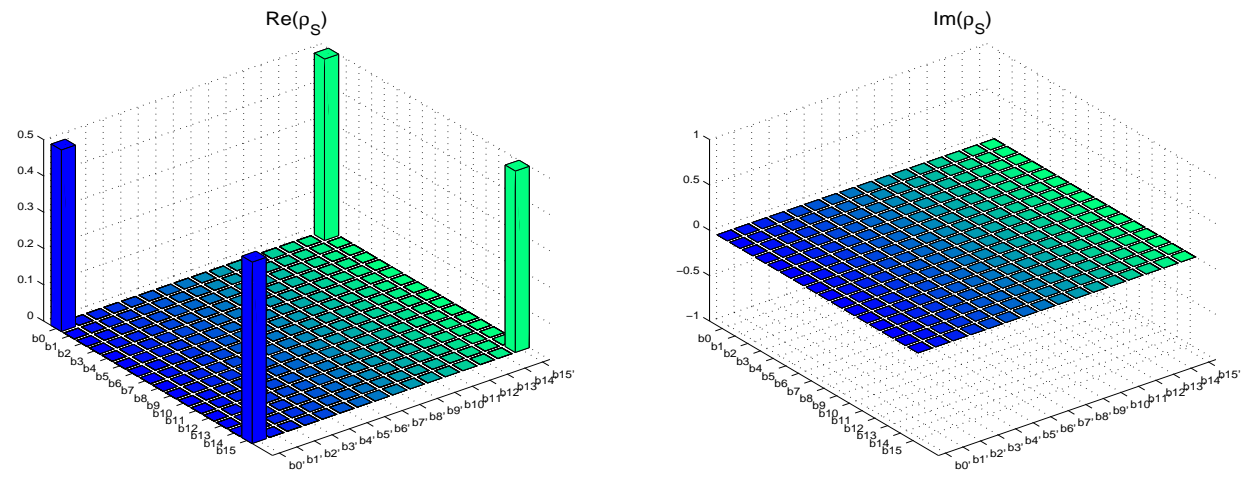 Re(ρ_S)
0.5
0.4
0.3
0.2
0.1
0
b0
b1
b2
b3
b4
b5
b6
b7
b8
b9
b10
b11
b12
b13
b14
b15
b0'
b1'
b2'
b3'
b4'
b5'
b6'
b7'
b8'
b9'
b10
b11
b12
b13
b14
b15'
Im(ρ_S)
1
0.5
0
−0.5
−1
b0
b1
b2
b3
b4
b5
b6
b7
b8
b9
b10
b11
b12
b13
b14
b15
b0'
b1'
b2'
b3'
b4'
b5'
b6'
b7'
b8'
b9'
b10
b11
b12
b13
b14
b15'